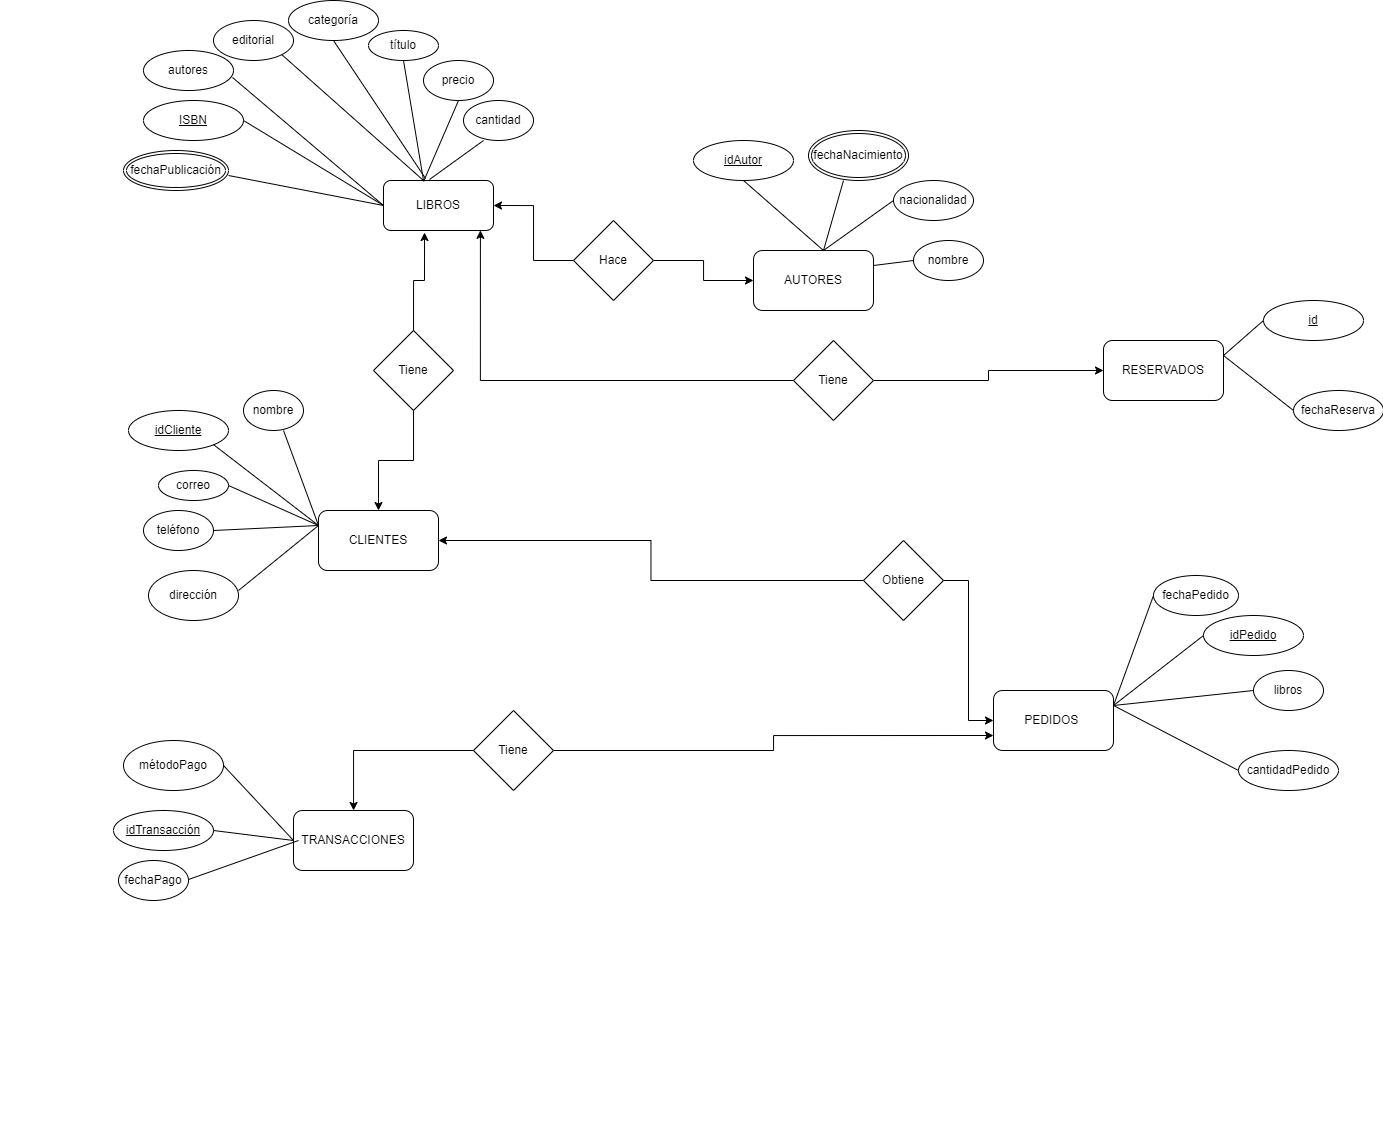 categoría
editorial
título
autores
precio
ISBN
cantidad
fechaPublicación
LIBROS
idAutor
fechaNacimiento
nacionalidad
nombre
Hace
AUTORES
id
RESERVADOS
fechaReserva
Tiene
Tiene
nombre
idCliente
correo
teléfono
dirección
CLIENTES
Obtiene
fechaPedido
idPedido
libros
PEDIDOS
cantidadPedido
Tiene
métodoPago
idTransacción
fechaPago
TRANSACCIONES